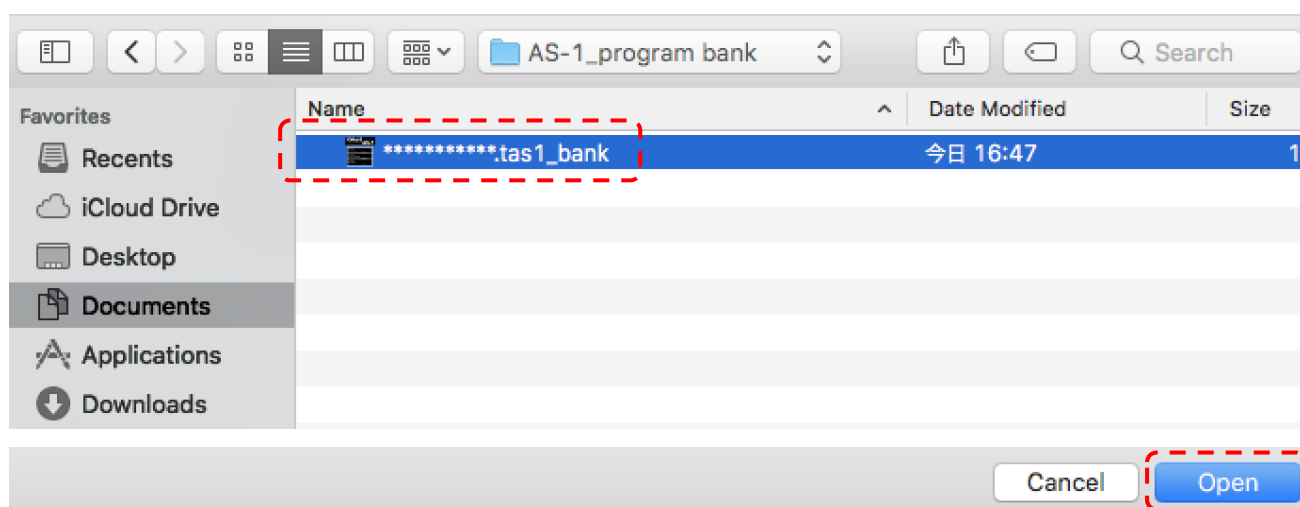 AS-1_program bank
Search
Favorites
Name
Date Modified
Size
Recents
***********.tas1_bank
今日 16:47
1
iCloud Drive
Desktop
Documents
Applications
Downloads
Cancel
Open